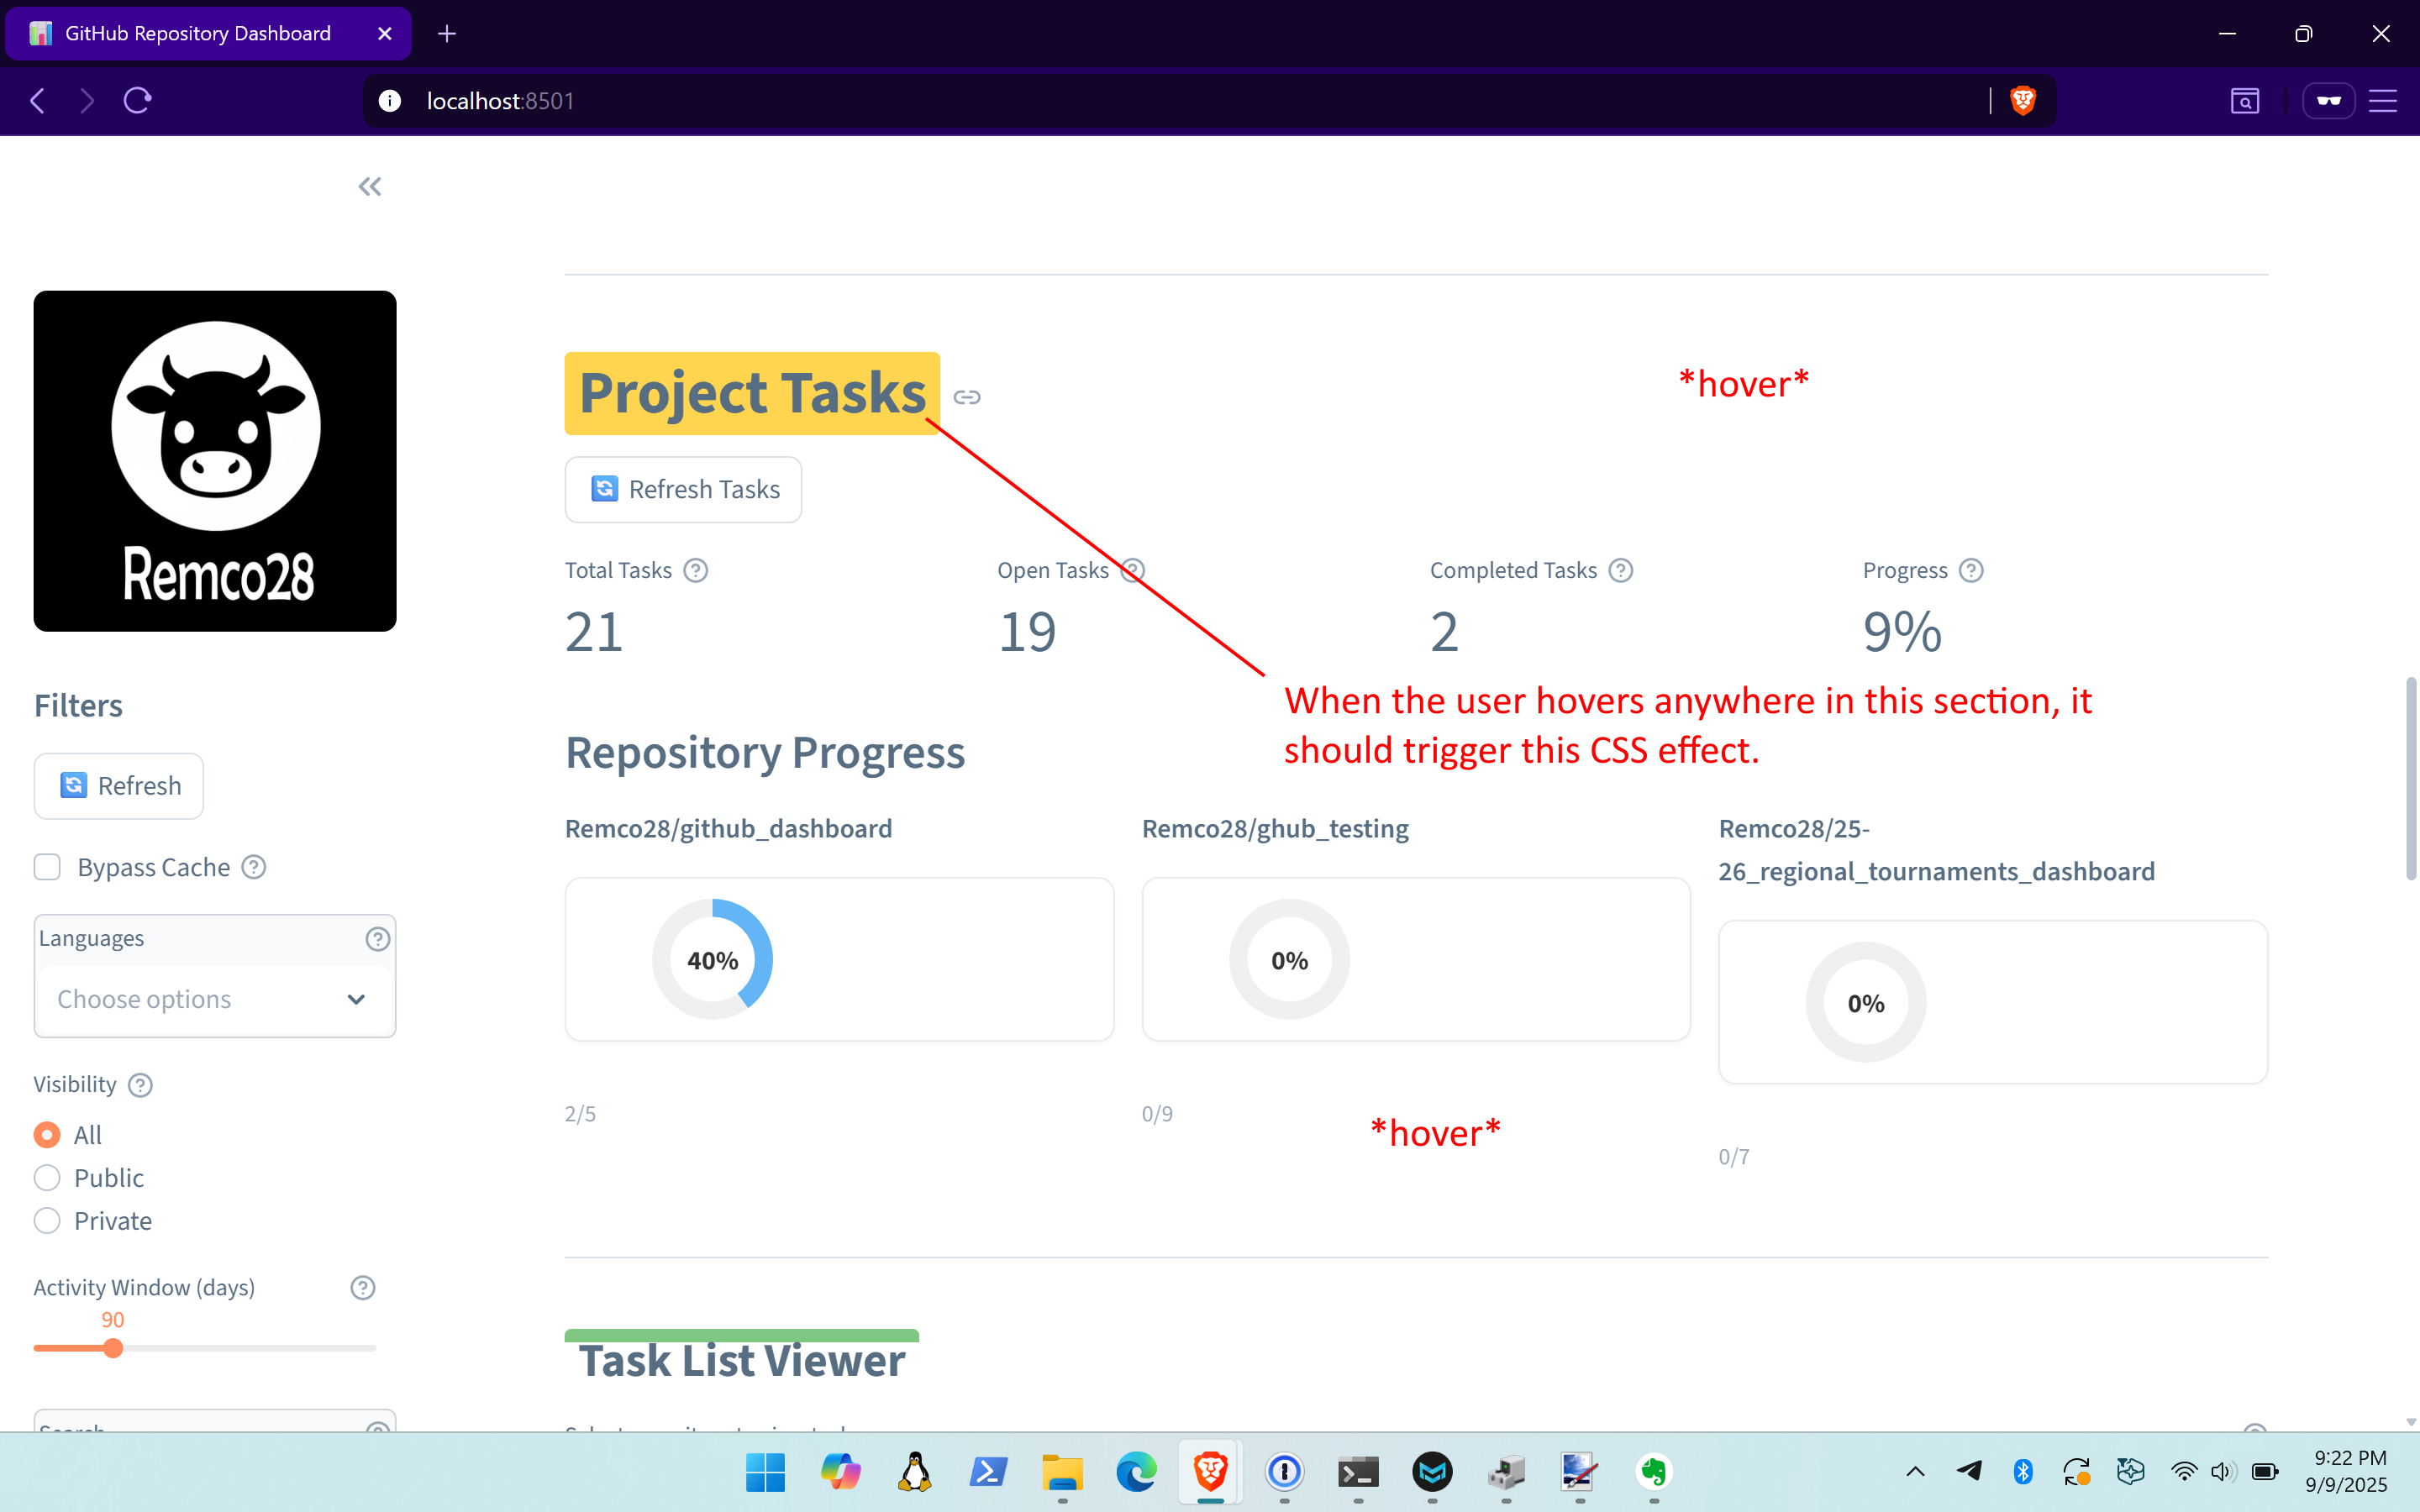 GitHub Repository Dashboard
localhost:8501
Remco28
Filters
Refresh
Bypass Cache
Languages
Choose options
Visibility
All
Public
Private
Activity Window (days)
90
Search
Project Tasks
*hover*
Refresh Tasks
Total Tasks
21
Open Tasks
19
Completed Tasks
2
Progress
9%
When the user hovers anywhere in this section, it
should trigger this CSS effect.
Repository Progress
Remco28/github_dashboard
40%
2/5
Remco28/ghub_testing
0%
0/9
Remco28/25-
26_regional_tournaments_dashboard
0%
0/7
*hover*
Task List Viewer
9:22 PM
9/9/2025